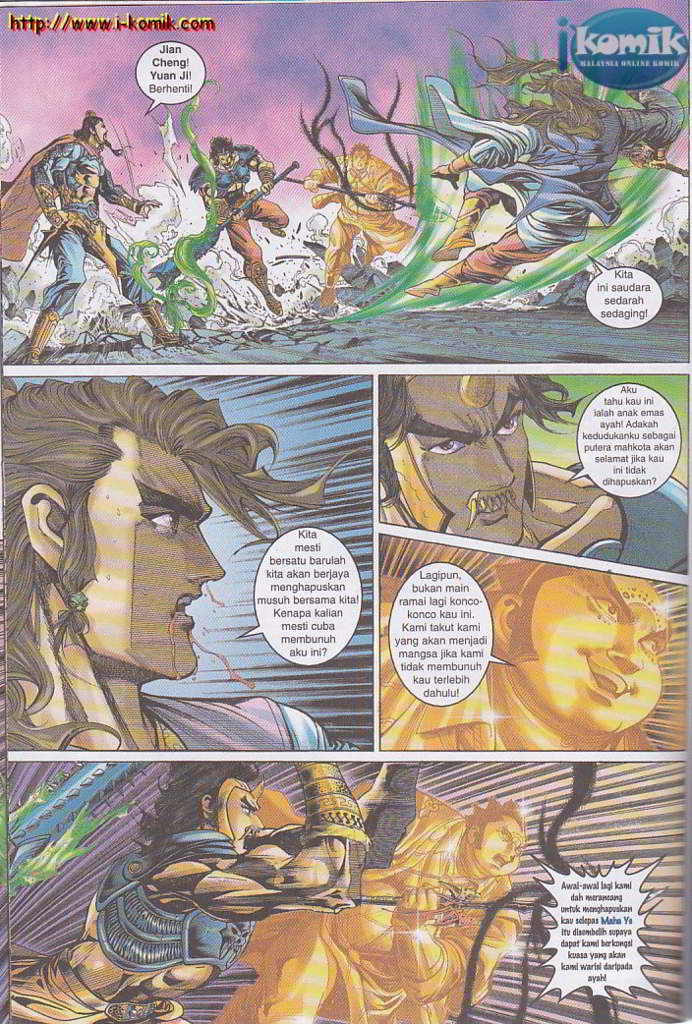 http://www.i-komik.com
ikomik
MALAYSIA ONLINE KOMIK
Jian
Cheng!
Yuan Ji!
Berhenti!
Kita
ini saudara
sedarah
sedaging!
Kita
mesti
bersatu barulah
kita akan berjaya
menghapuskan
musuh bersama kita!
Kenapa kalian
mesti cuba
membunuh
aku ini?
Aku
tahu kau ini
ialah anak emas
ayah! Adakah
kedudukanku sebagai
putera mahkota akan
selamat jika kau
ini tidak
dihapuskan?
Lagipun,
bukan main
ramai lagi konco-
konco kau ini.
Kami takut kami
yang akan menjadi
mangsa jika kami
tidak membunuh
kau terlebih
dahulu!
Awal-awal lagi kami
dah merancang
untuk menghapuskan
kau selepas Maha Ye
itu disembelih supaya
dapat kami berkongsi
kuasa yang akan
kami warisi daripada
ayah!